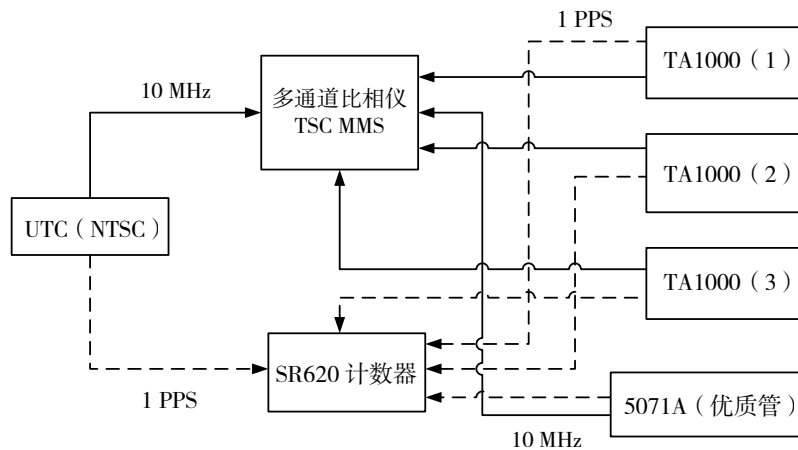 1 PPS
TA1000（1）
10 MHz
多通道比相仪
TSC MMS
TA1000（2）
UTC（NTSC）
TA1000（3）
SR620 计数器
1 PPS
5071A（优质管）
10 MHz